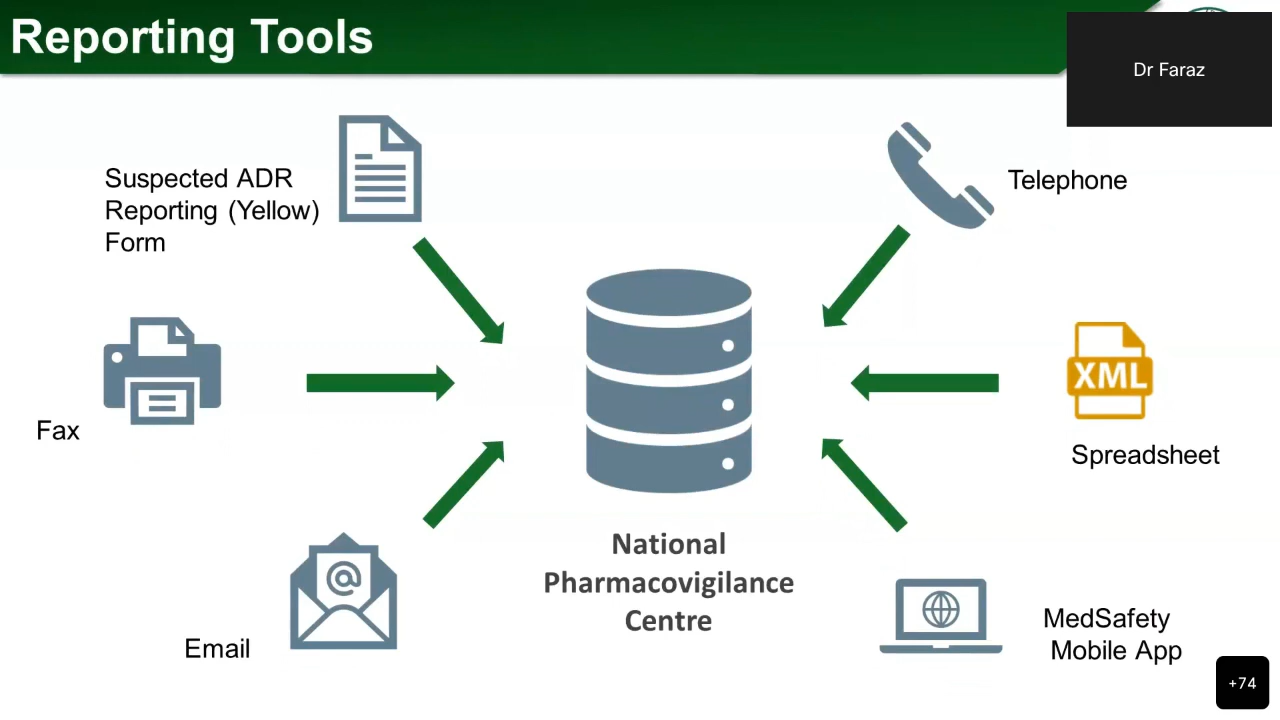 Reporting Tools
Dr Faraz
Suspected ADR
Reporting (Yellow)
Form
Telephone
XML
Fax
Spreadsheet
@
National
Pharmacovigilance
Centre
Email
MedSafety
Mobile App
+74